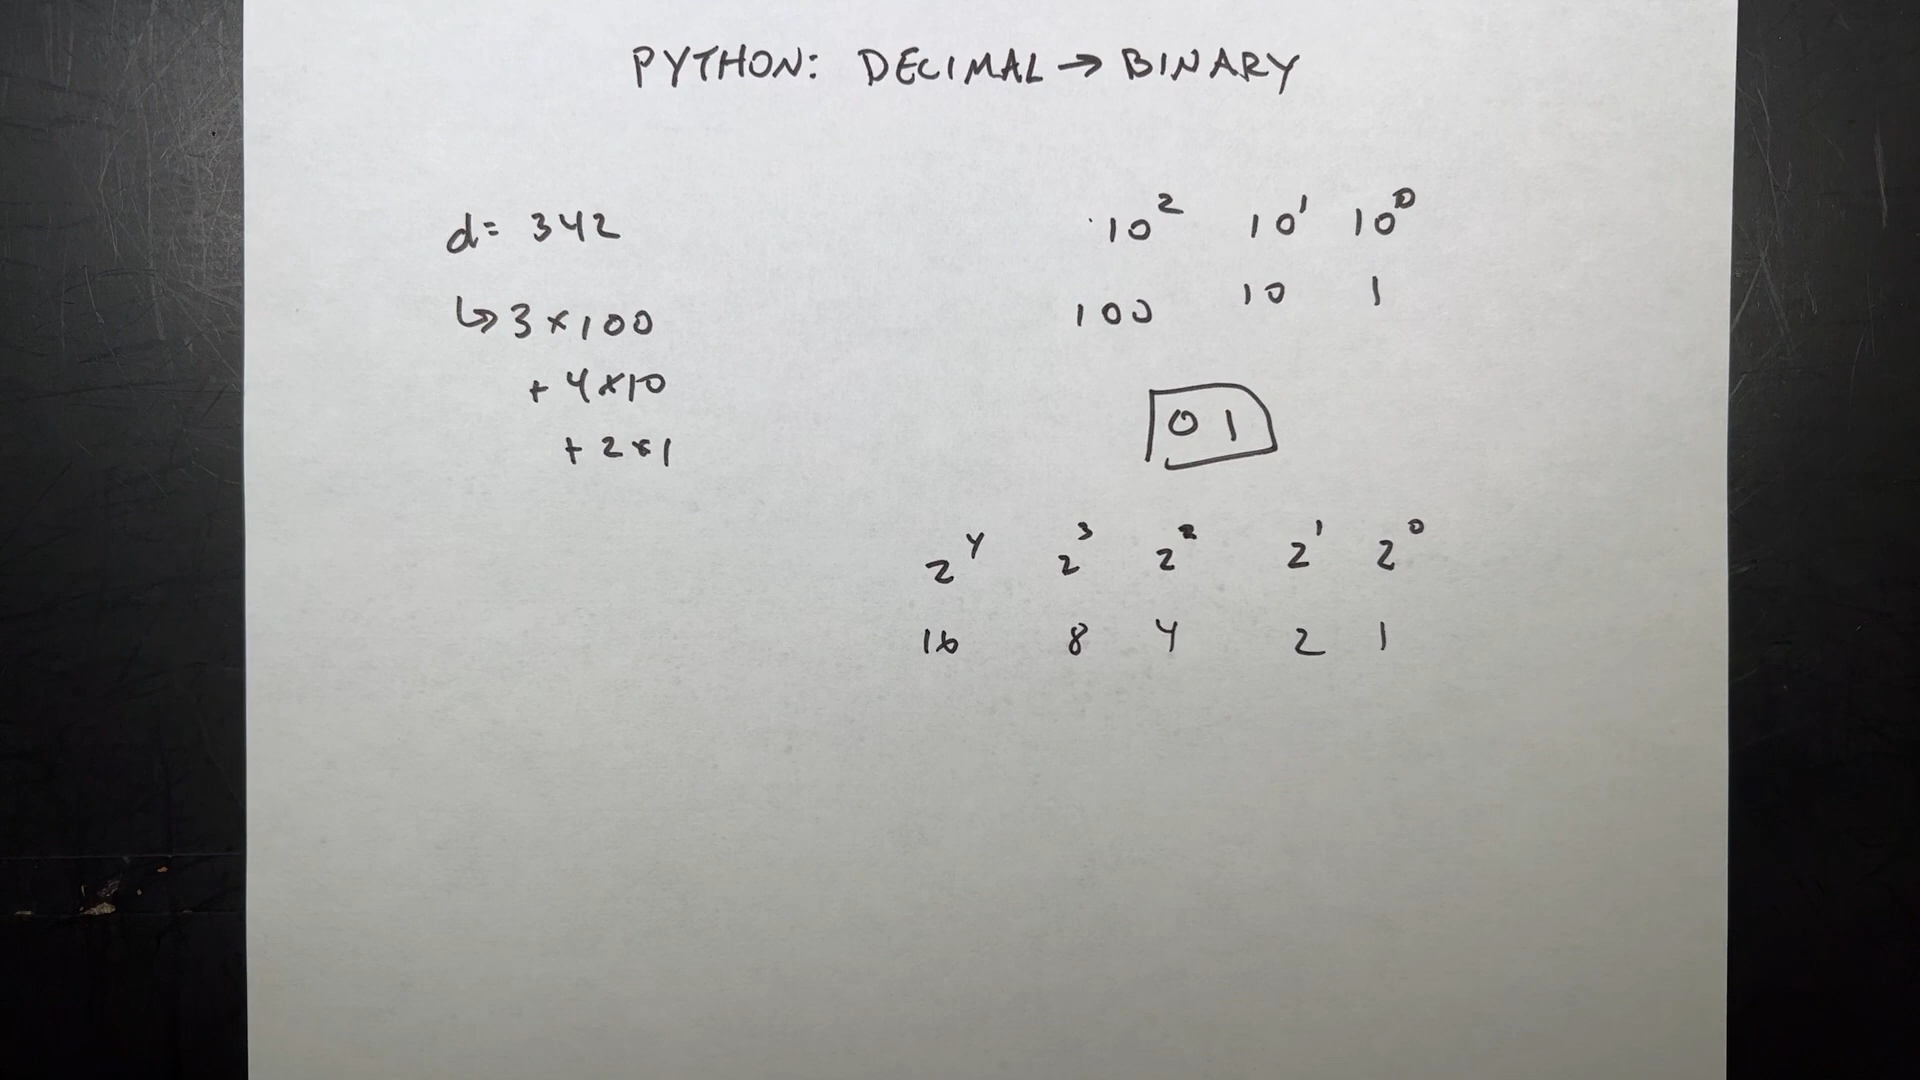 PYTHON: DECIMAL → BINARY
d= 342
↳ 3×100
+ 4×10
+ 2×1
10² 10¹ 10⁰
100 10 1
0 1
2⁴ 2³ 2² 2¹ 2⁰
16 8 4 2 1